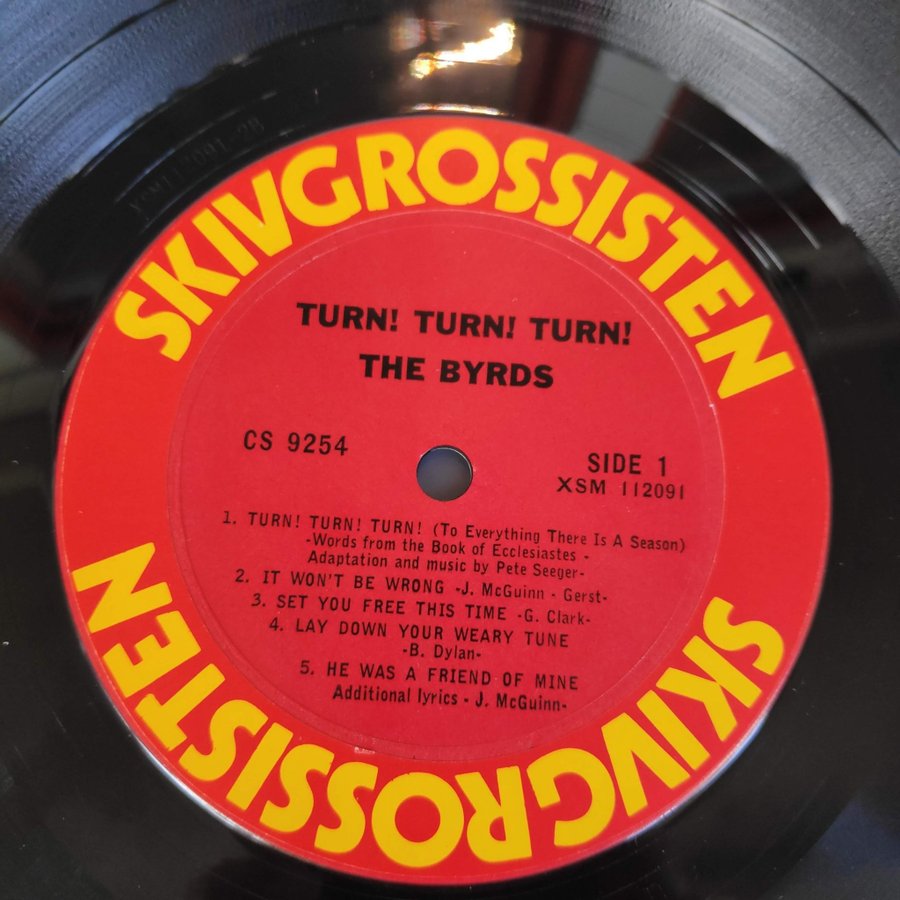 SKIVGROSSISTEN
TURN! TURN! TURN!
THE BYRDS
CS 9254
SIDE 1
XSM 112091
1. TURN! TURN! TURN! (To Everything There Is A Season)
-Words from the Book of Ecclesiastes -
Adaptation and music by Pete Seeger-
2. IT WON'T BE WRONG -J. McGuinn - Gerst-
3. SET YOU FREE THIS TIME -G. Clark-
4. LAY DOWN YOUR WEARY TUNE
-B. Dylan-
5. HE WAS A FRIEND OF MINE
Additional lyrics - J. McGuinn-
SKIVGROSSISTEN